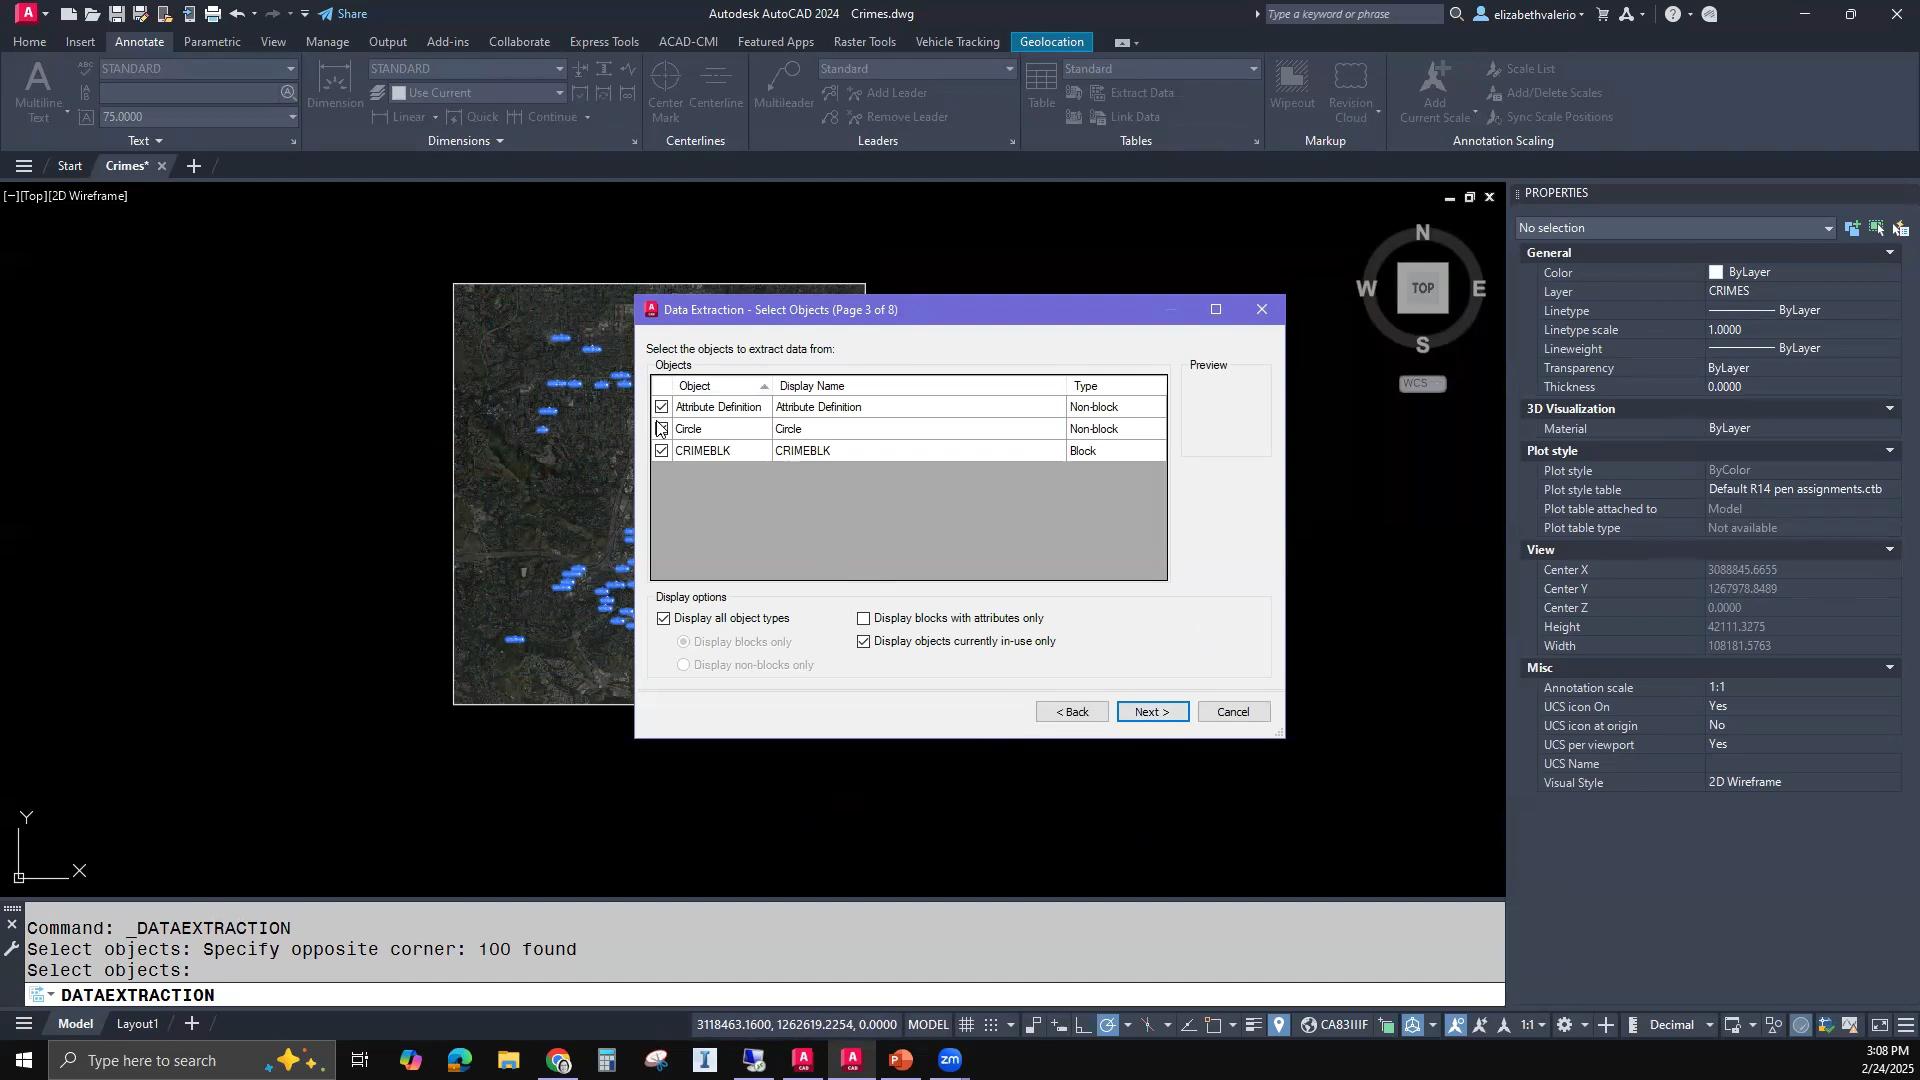 Share
Autodesk AutoCAD 2024 Crimes.dwg
Type a keyword or phrase
elizabethvalerio
Home Insert Annotate Parametric View Manage Output Add-ins Collaborate Express Tools ACAD-CMI Featured Apps Raster Tools Vehicle Tracking Geolocation
Multiline Text
STANDARD
75.0000
Text
Dimension
STANDARD
Use Current
Linear Quick Continue
Dimensions
Center Mark
Centerline
Centerlines
Multileader
Standard
Add Leader
Remove Leader
Leaders
Table
Standard
Extract Data
Link Data
Tables
Wipeout
Revision Cloud
Markup
Add Current Scale
Scale List
Add/Delete Scales
Sync Scale Positions
Annotation Scaling
Start Crimes*
[−][Top][2D Wireframe]
N
W TOP E
S
WCS
Data Extraction - Select Objects (Page 3 of 8)
Select the objects to extract data from:
Objects
Preview
Object Display Name Type
Attribute Definition Attribute Definition Non-block
Circle Circle Non-block
CRIMEBLK CRIMEBLK Block
Display options
Display all object types
Display blocks with attributes only
Display blocks only
Display objects currently in-use only
Display non-blocks only
< Back Next > Cancel
PROPERTIES
No selection
General
Color ByLayer
Layer CRIMES
Linetype ByLayer
Linetype scale 1.0000
Lineweight ByLayer
Transparency ByLayer
Thickness 0.0000
3D Visualization
Material ByLayer
Plot style
Plot style ByColor
Plot style table Default R14 pen assignments.ctb
Plot table attached to Model
Plot table type Not available
View
Center X 3088845.6655
Center Y 1267978.8489
Center Z 0.0000
Height 42111.3275
Width 108181.5763
Misc
Annotation scale 1:1
UCS icon On Yes
UCS icon at origin No
UCS per viewport Yes
UCS Name
Visual Style 2D Wireframe
Y
X
Command: _DATAEXTRACTION
Select objects: Specify opposite corner: 100 found
Select objects:
DATAEXTRACTION
Model Layout1
3118463.1600, 1262619.2254, 0.0000 MODEL
CA83IIIF
1:1
Decimal
Type here to search
3:08 PM
2/24/2025